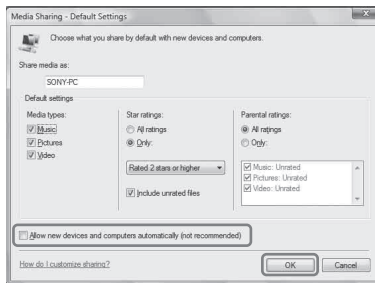 Media Sharing - Default Settings
Choose what you share by default with new devices and computers.
Share media as:
SONY-PC
Default settings
Media types:
Music
Pictures
Video
Star ratings:
All ratings
Only:
Rated 2 stars or higher
Include unrated files
Parental ratings:
All ratings
Only:
Music: Unrated
Pictures: Unrated
Video: Unrated
Allow new devices and computers automatically (not recommended)
How do I customize sharing?
OK
Cancel